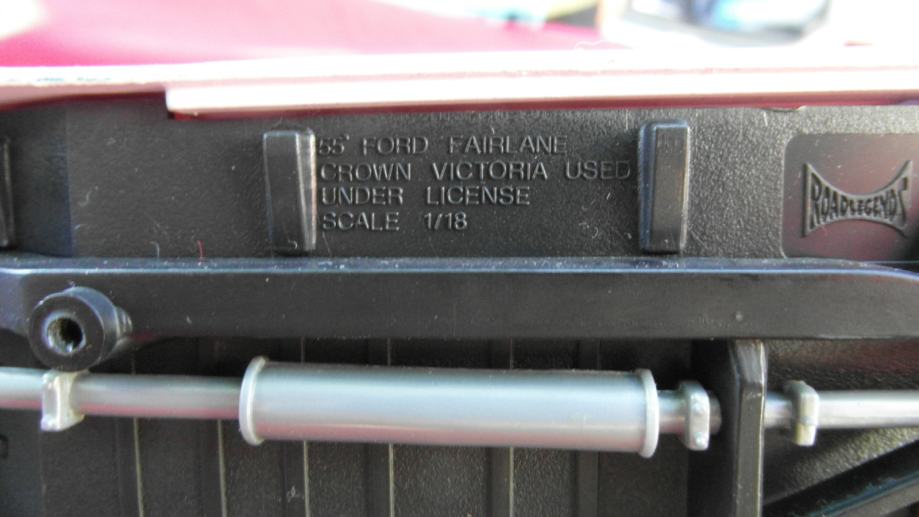 55' FORD FAIRLANE
CROWN VICTORIA USED
UNDER LICENSE
SCALE 1/18
ROADLEGENDS